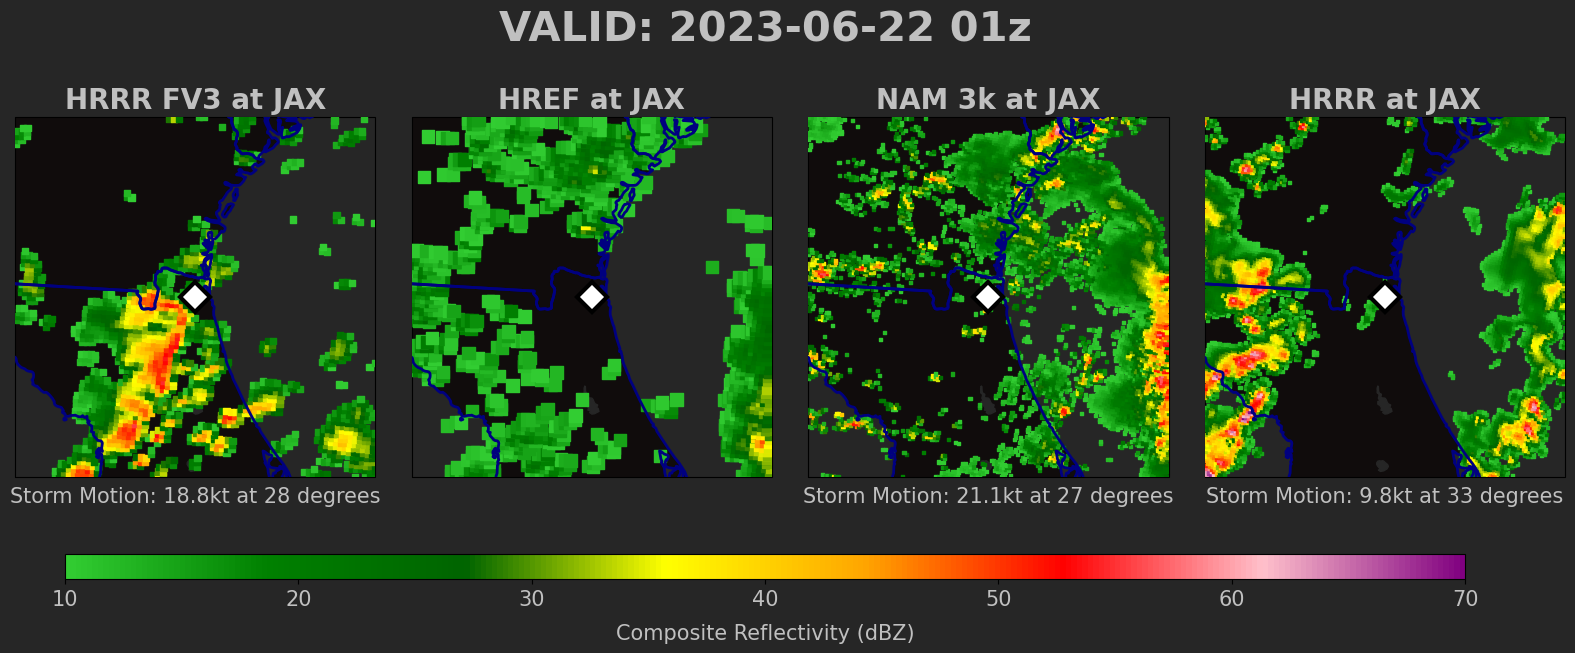 VALID: 2023-06-22 01z
HRRR FV3 at JAX
HREF at JAX
NAM 3k at JAX
HRRR at JAX
Storm Motion: 18.8kt at 28 degrees
Storm Motion: 21.1kt at 27 degrees
Storm Motion: 9.8kt at 33 degrees
10 20 30 40 50 60 70
Composite Reflectivity (dBZ)